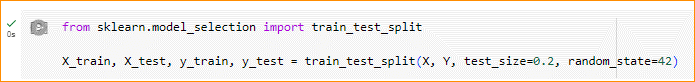 from sklearn.model_selection import train_test_split
0s
X_train, X_test, y_train, y_test = train_test_split(X, Y, test_size=0.2, random_state=42)